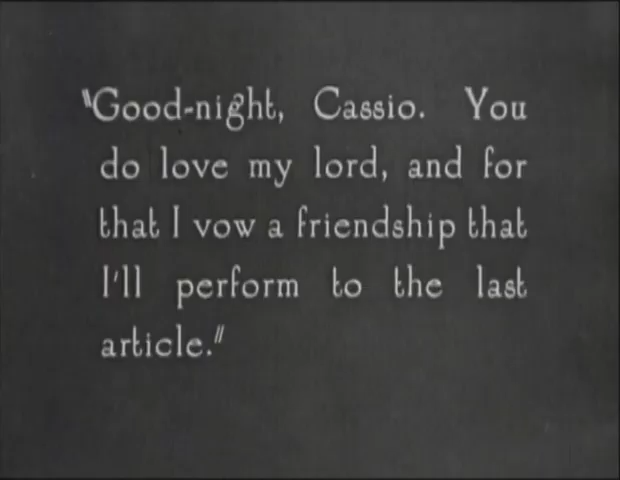 "Good-night, Cassio. You
do love my lord, and for
that I vow a friendship that
I'll perform to the last
article."